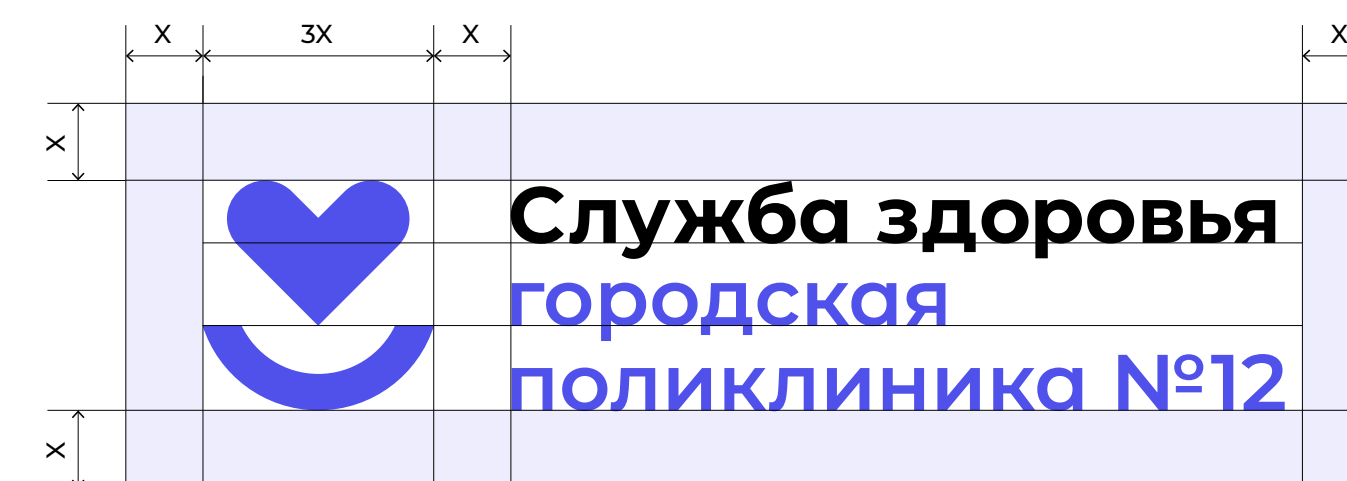 X 3X X X
X
Служба здоровья
городская
поликлиника №12
X